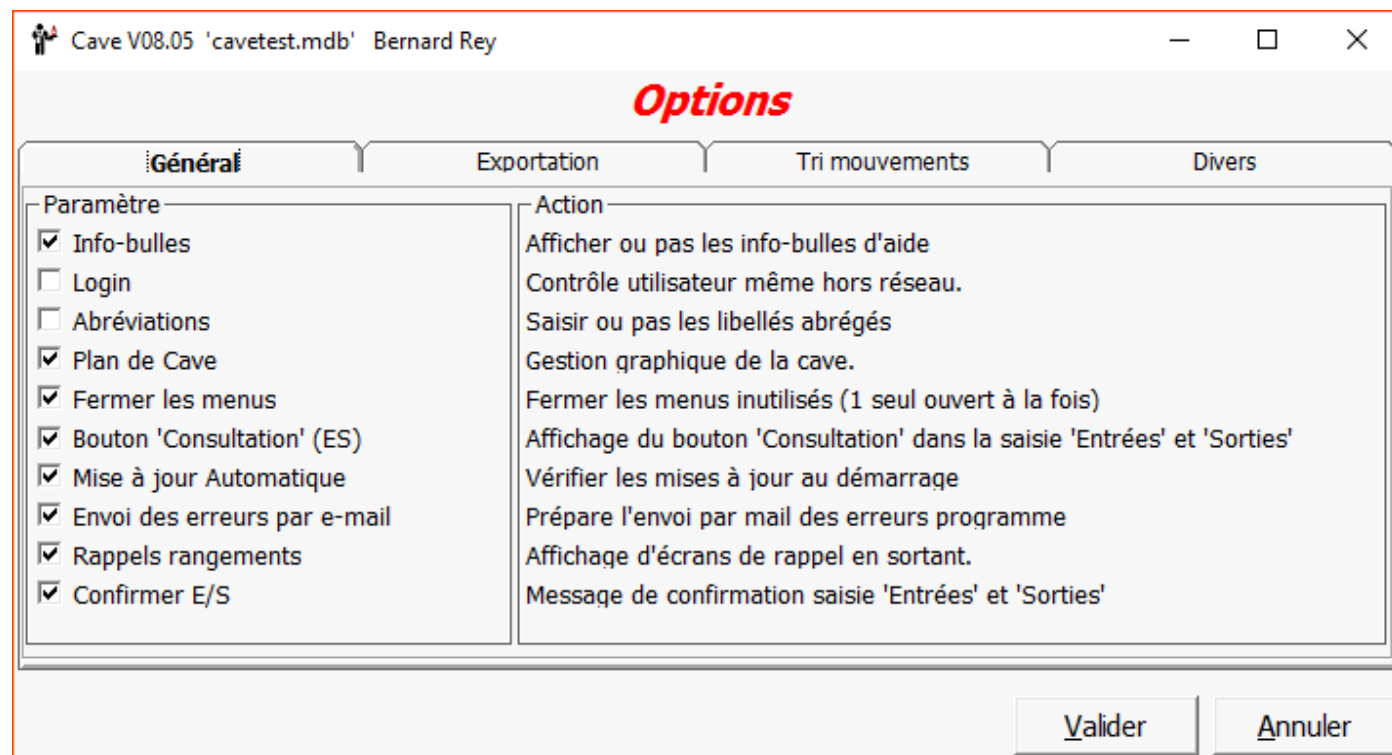 Cave V08.05 'cavetest.mdb' Bernard Rey
Options
Général Exportation Tri mouvements Divers
Paramètre Action
Info-bulles Afficher ou pas les info-bulles d'aide
Login Contrôle utilisateur même hors réseau.
Abréviations Saisir ou pas les libellés abrégés
Plan de Cave Gestion graphique de la cave.
Fermer les menus Fermer les menus inutilisés (1 seul ouvert à la fois)
Bouton 'Consultation' (ES) Affichage du bouton 'Consultation' dans la saisie 'Entrées' et 'Sorties'
Mise à jour Automatique Vérifier les mises à jour au démarrage
Envoi des erreurs par e-mail Prépare l'envoi par mail des erreurs programme
Rappels rangements Affichage d'écrans de rappel en sortant.
Confirmer E/S Message de confirmation saisie 'Entrées' et 'Sorties'
Valider Annuler